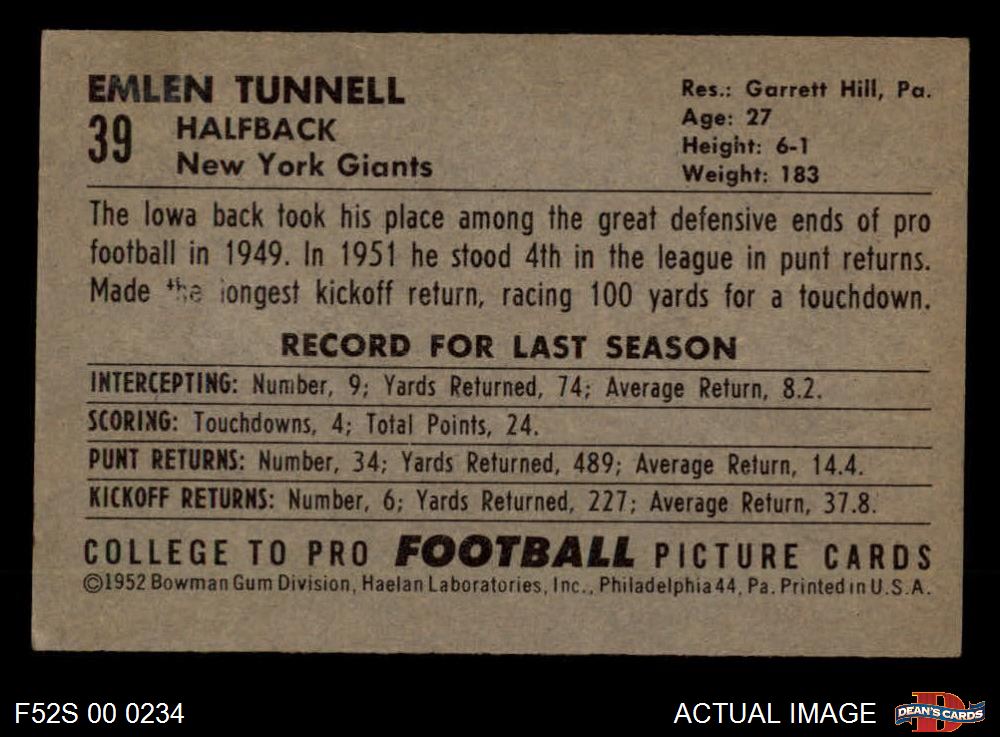 EMLEN TUNNELL
39
HALFBACK
New York Giants
Res.: Garrett Hill, Pa.
Age: 27
Height: 6-1
Weight: 183
The Iowa back took his place among the great defensive ends of pro
football in 1949. In 1951 he stood 4th in the league in punt returns.
Made the longest kickoff return, racing 100 yards for a touchdown.
RECORD FOR LAST SEASON
INTERCEPTING: Number, 9; Yards Returned, 74; Average Return, 8.2.
SCORING: Touchdowns, 4; Total Points, 24.
PUNT RETURNS: Number, 34; Yards Returned, 489; Average Return, 14.4.
KICKOFF RETURNS: Number, 6; Yards Returned, 227; Average Return, 37.8.
COLLEGE TO PRO FOOTBALL PICTURE CARDS
©1952 Bowman Gum Division, Haelan Laboratories, Inc., Philadelphia 44, Pa. Printed in U.S.A.
F52S 00 0234
ACTUAL IMAGE
DEAN'S CARDS